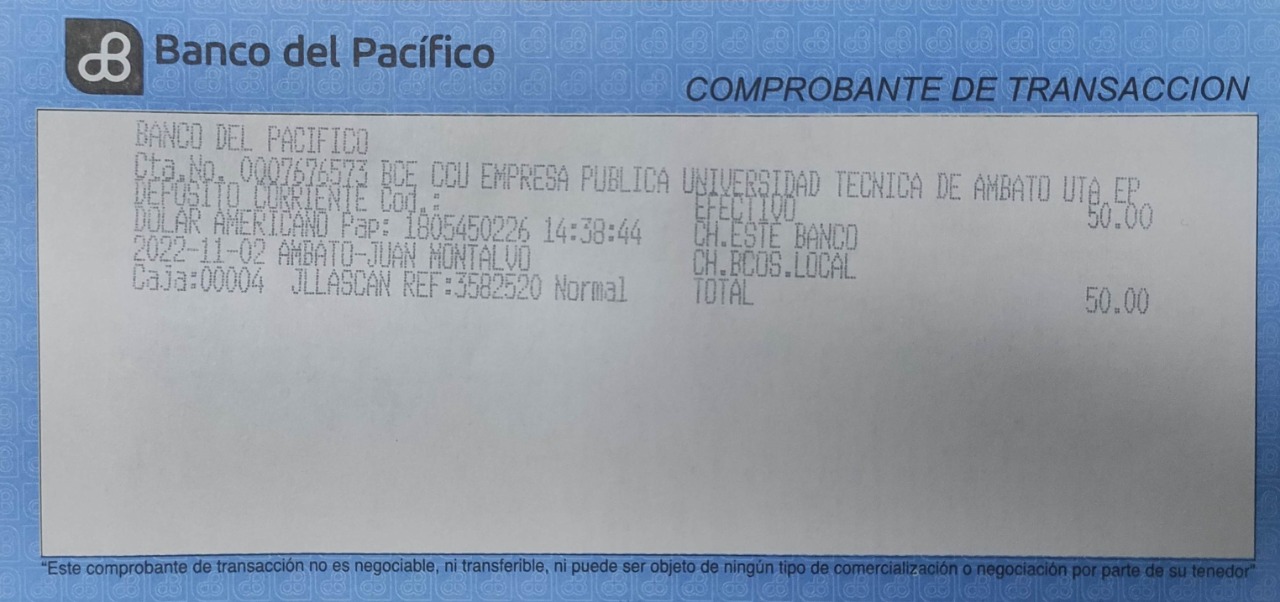 Banco del Pacífico
COMPROBANTE DE TRANSACCION
BANCO DEL PACIFICO
Cta.No. 0007676573 BCE CCU EMPRESA PUBLICA UNIVERSIDAD TECNICA DE AMBATO UTA EP
DEPOSITO CORRIENTE Cod.: EFECTIVO 50.00
DOLAR AMERICANO Pap: 1805450226 14:38:44 CH.ESTE BANCO
2022-11-02 AMBATO-JUAN MONTALVO CH.BCOS.LOCAL
Caja:00004 JLLASCAN REF:3582520 Normal TOTAL 50.00
"Este comprobante de transacción no es negociable, ni transferible, ni puede ser objeto de ningún tipo de comercialización o negociación por parte de su tenedor"